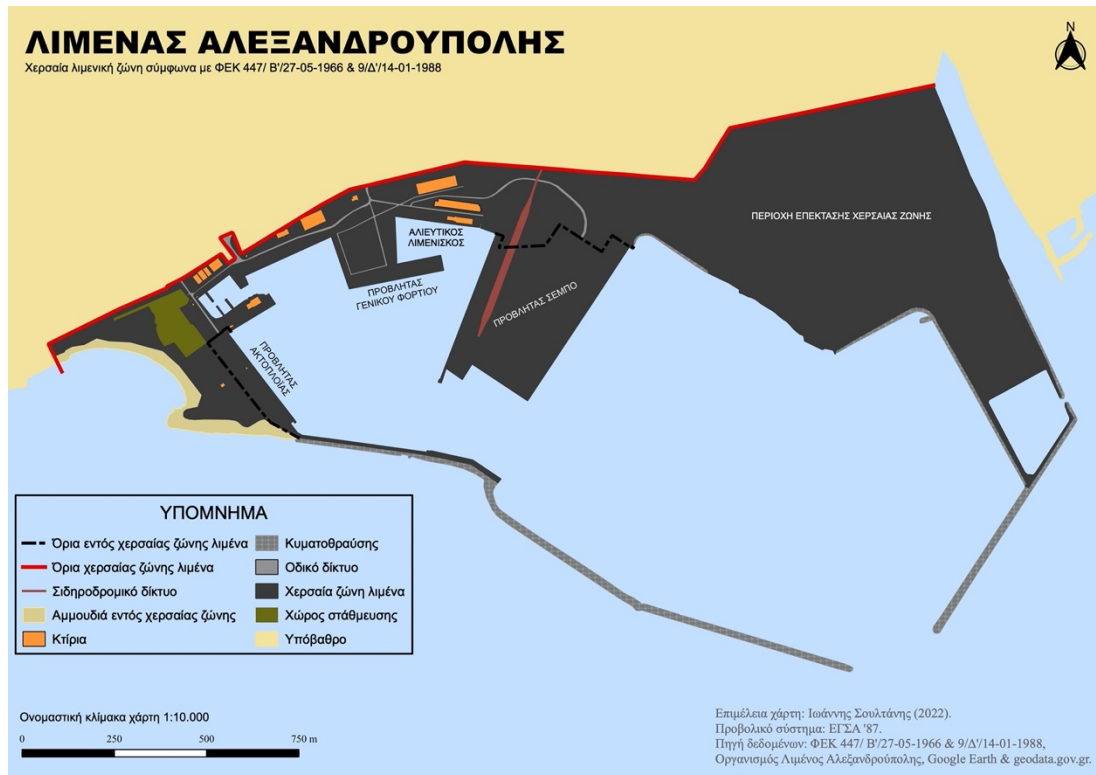 ΛΙΜΕΝΑΣ ΑΛΕΞΑΝΔΡΟΥΠΟΛΗΣ
Χερσαία λιμενική ζώνη σύμφωνα με ΦΕΚ 447/ Β'/27-05-1966 & 9/Δ'/14-01-1988
N
ΠΕΡΙΟΧΗ ΕΠΕΚΤΑΣΗΣ ΧΕΡΣΑΙΑΣ ΖΩΝΗΣ
ΑΛΙΕΥΤΙΚΟΣ
ΛΙΜΕΝΙΣΚΟΣ
ΠΡΟΒΛΗΤΑΣ
ΓΕΝΙΚΟΥ ΦΟΡΤΙΟΥ
ΠΡΟΒΛΗΤΑΣ ΣΕΜΠΟ
ΠΡΟΒΛΗΤΑΣ
ΑΚΤΟΠΛΟΪΑΣ
ΥΠΟΜΝΗΜΑ
Όρια εντός χερσαίας ζώνης λιμένα
Όρια χερσαίας ζώνης λιμένα
Σιδηροδρομικό δίκτυο
Αμμουδιά εντός χερσαίας ζώνης
Κτίρια
Κυματοθραύσης
Οδικό δίκτυο
Χερσαία ζώνη λιμένα
Χώρος στάθμευσης
Υπόβαθρο
Ονομαστική κλίμακα χάρτη 1:10.000
0 250 500 750 m
Επιμέλεια χάρτη: Ιωάννης Σουλτάνης (2022).
Προβολικό σύστημα: ΕΓΣΑ '87.
Πηγή δεδομένων: ΦΕΚ 447/ Β'/27-05-1966 & 9/Δ'/14-01-1988,
Οργανισμός Λιμένος Αλεξανδρούπολης, Google Earth & geodata.gov.gr.